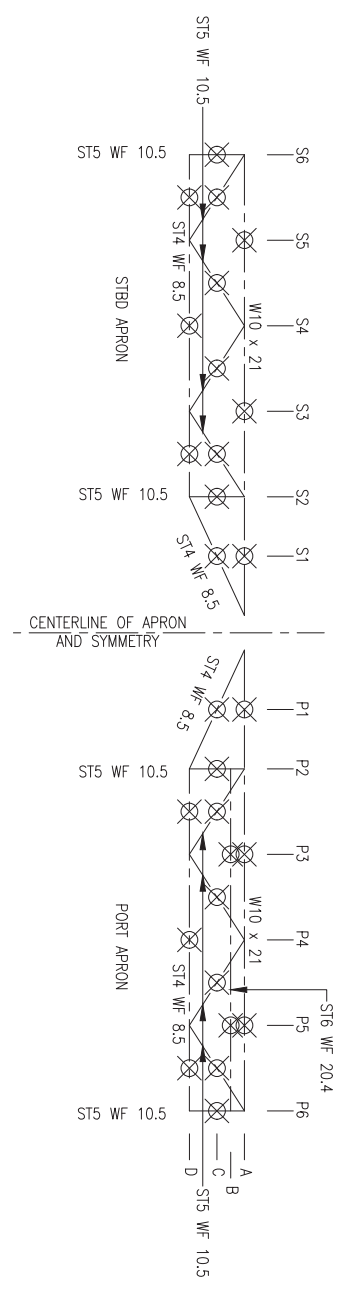 ST5 WF 10.5
ST5 WF 10.5
S6
S5
ST4 WF 8.5
STBD APRON
S4
W10 x 21
S3
ST5 WF 10.5
S2
ST4 WF 8.5
S1
CENTERLINE OF APRON
AND SYMMETRY
ST4 WF 8.5
P1
ST5 WF 10.5
P2
P3
W10 x 21
PORT APRON
P4
ST4 WF 8.5
ST6 WF 20.4
P5
ST5 WF 10.5
P6
A
B
C
D
ST5 WF 10.5